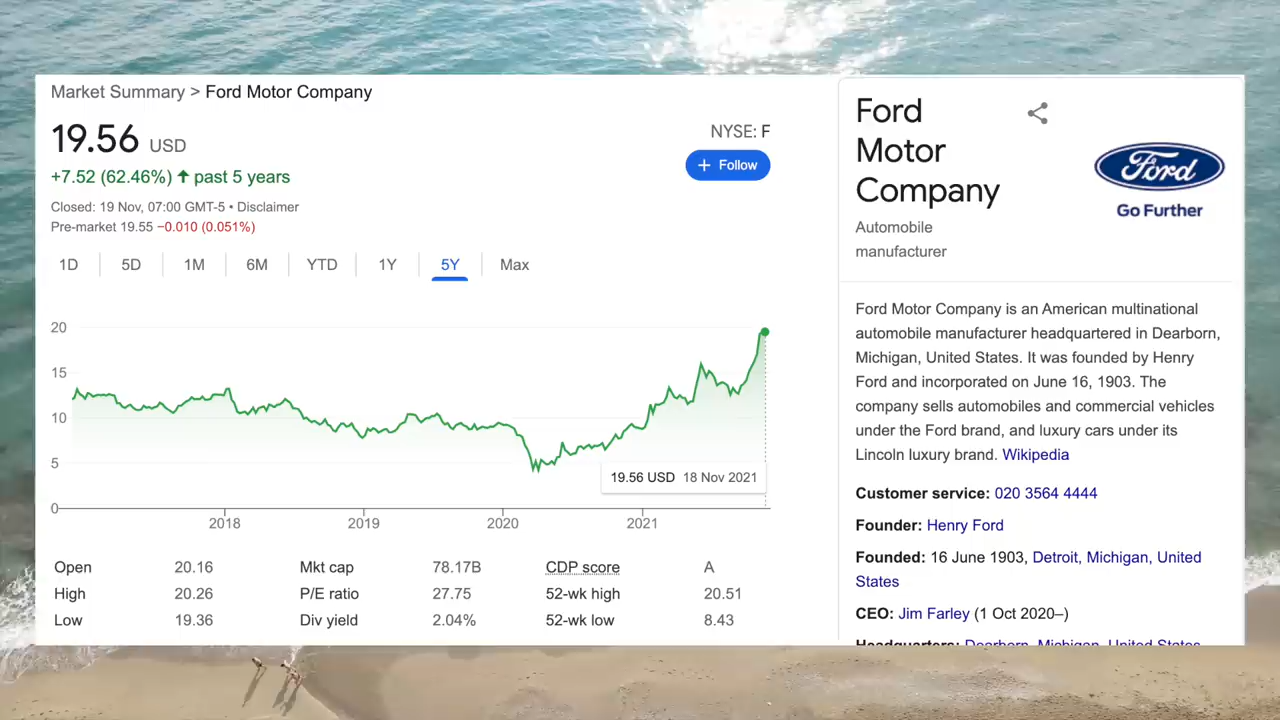 Market Summary > Ford Motor Company
19.56 USD
+7.52 (62.46%) ↑ past 5 years
Closed: 19 Nov, 07:00 GMT-5 • Disclaimer
Pre-market 19.55 −0.010 (0.051%)
NYSE: F
+ Follow
1D 5D 1M 6M YTD 1Y 5Y Max
20
15
10
5
0
19.56 USD 18 Nov 2021
2018 2019 2020 2021
Open 20.16 Mkt cap 78.17B CDP score A
High 20.26 P/E ratio 27.75 52-wk high 20.51
Low 19.36 Div yield 2.04% 52-wk low 8.43
Ford
Motor
Company
Automobile
manufacturer
Ford
Go Further
Ford Motor Company is an American multinational
automobile manufacturer headquartered in Dearborn,
Michigan, United States. It was founded by Henry
Ford and incorporated on June 16, 1903. The
company sells automobiles and commercial vehicles
under the Ford brand, and luxury cars under its
Lincoln luxury brand. Wikipedia
Customer service: 020 3564 4444
Founder: Henry Ford
Founded: 16 June 1903, Detroit, Michigan, United
States
CEO: Jim Farley (1 Oct 2020–)
Headquarters: Dearborn, Michigan, United States